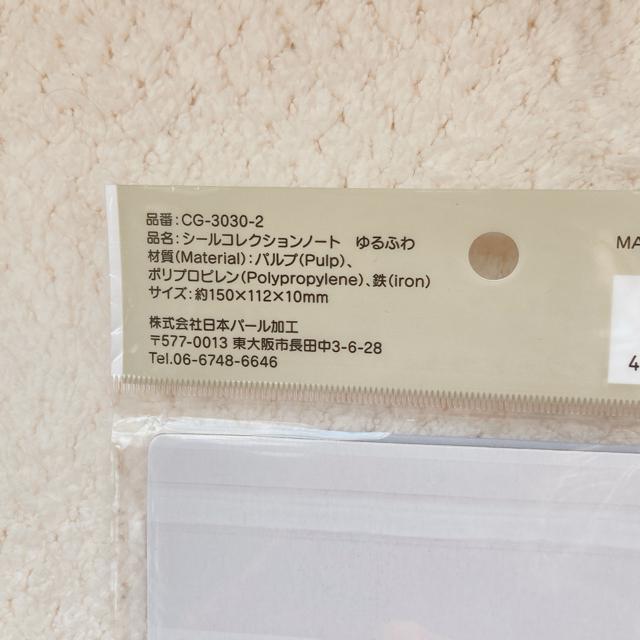 品番:CG-3030-2
品名:シールコレクションノート ゆるふわ
材質(Material):パルプ(Pulp)、
ポリプロピレン(Polypropylene)、鉄(iron)
サイズ:約150×112×10mm
株式会社日本パール加工
〒577-0013 東大阪市長田中3-6-28
Tel.06-6748-6646
MA
4